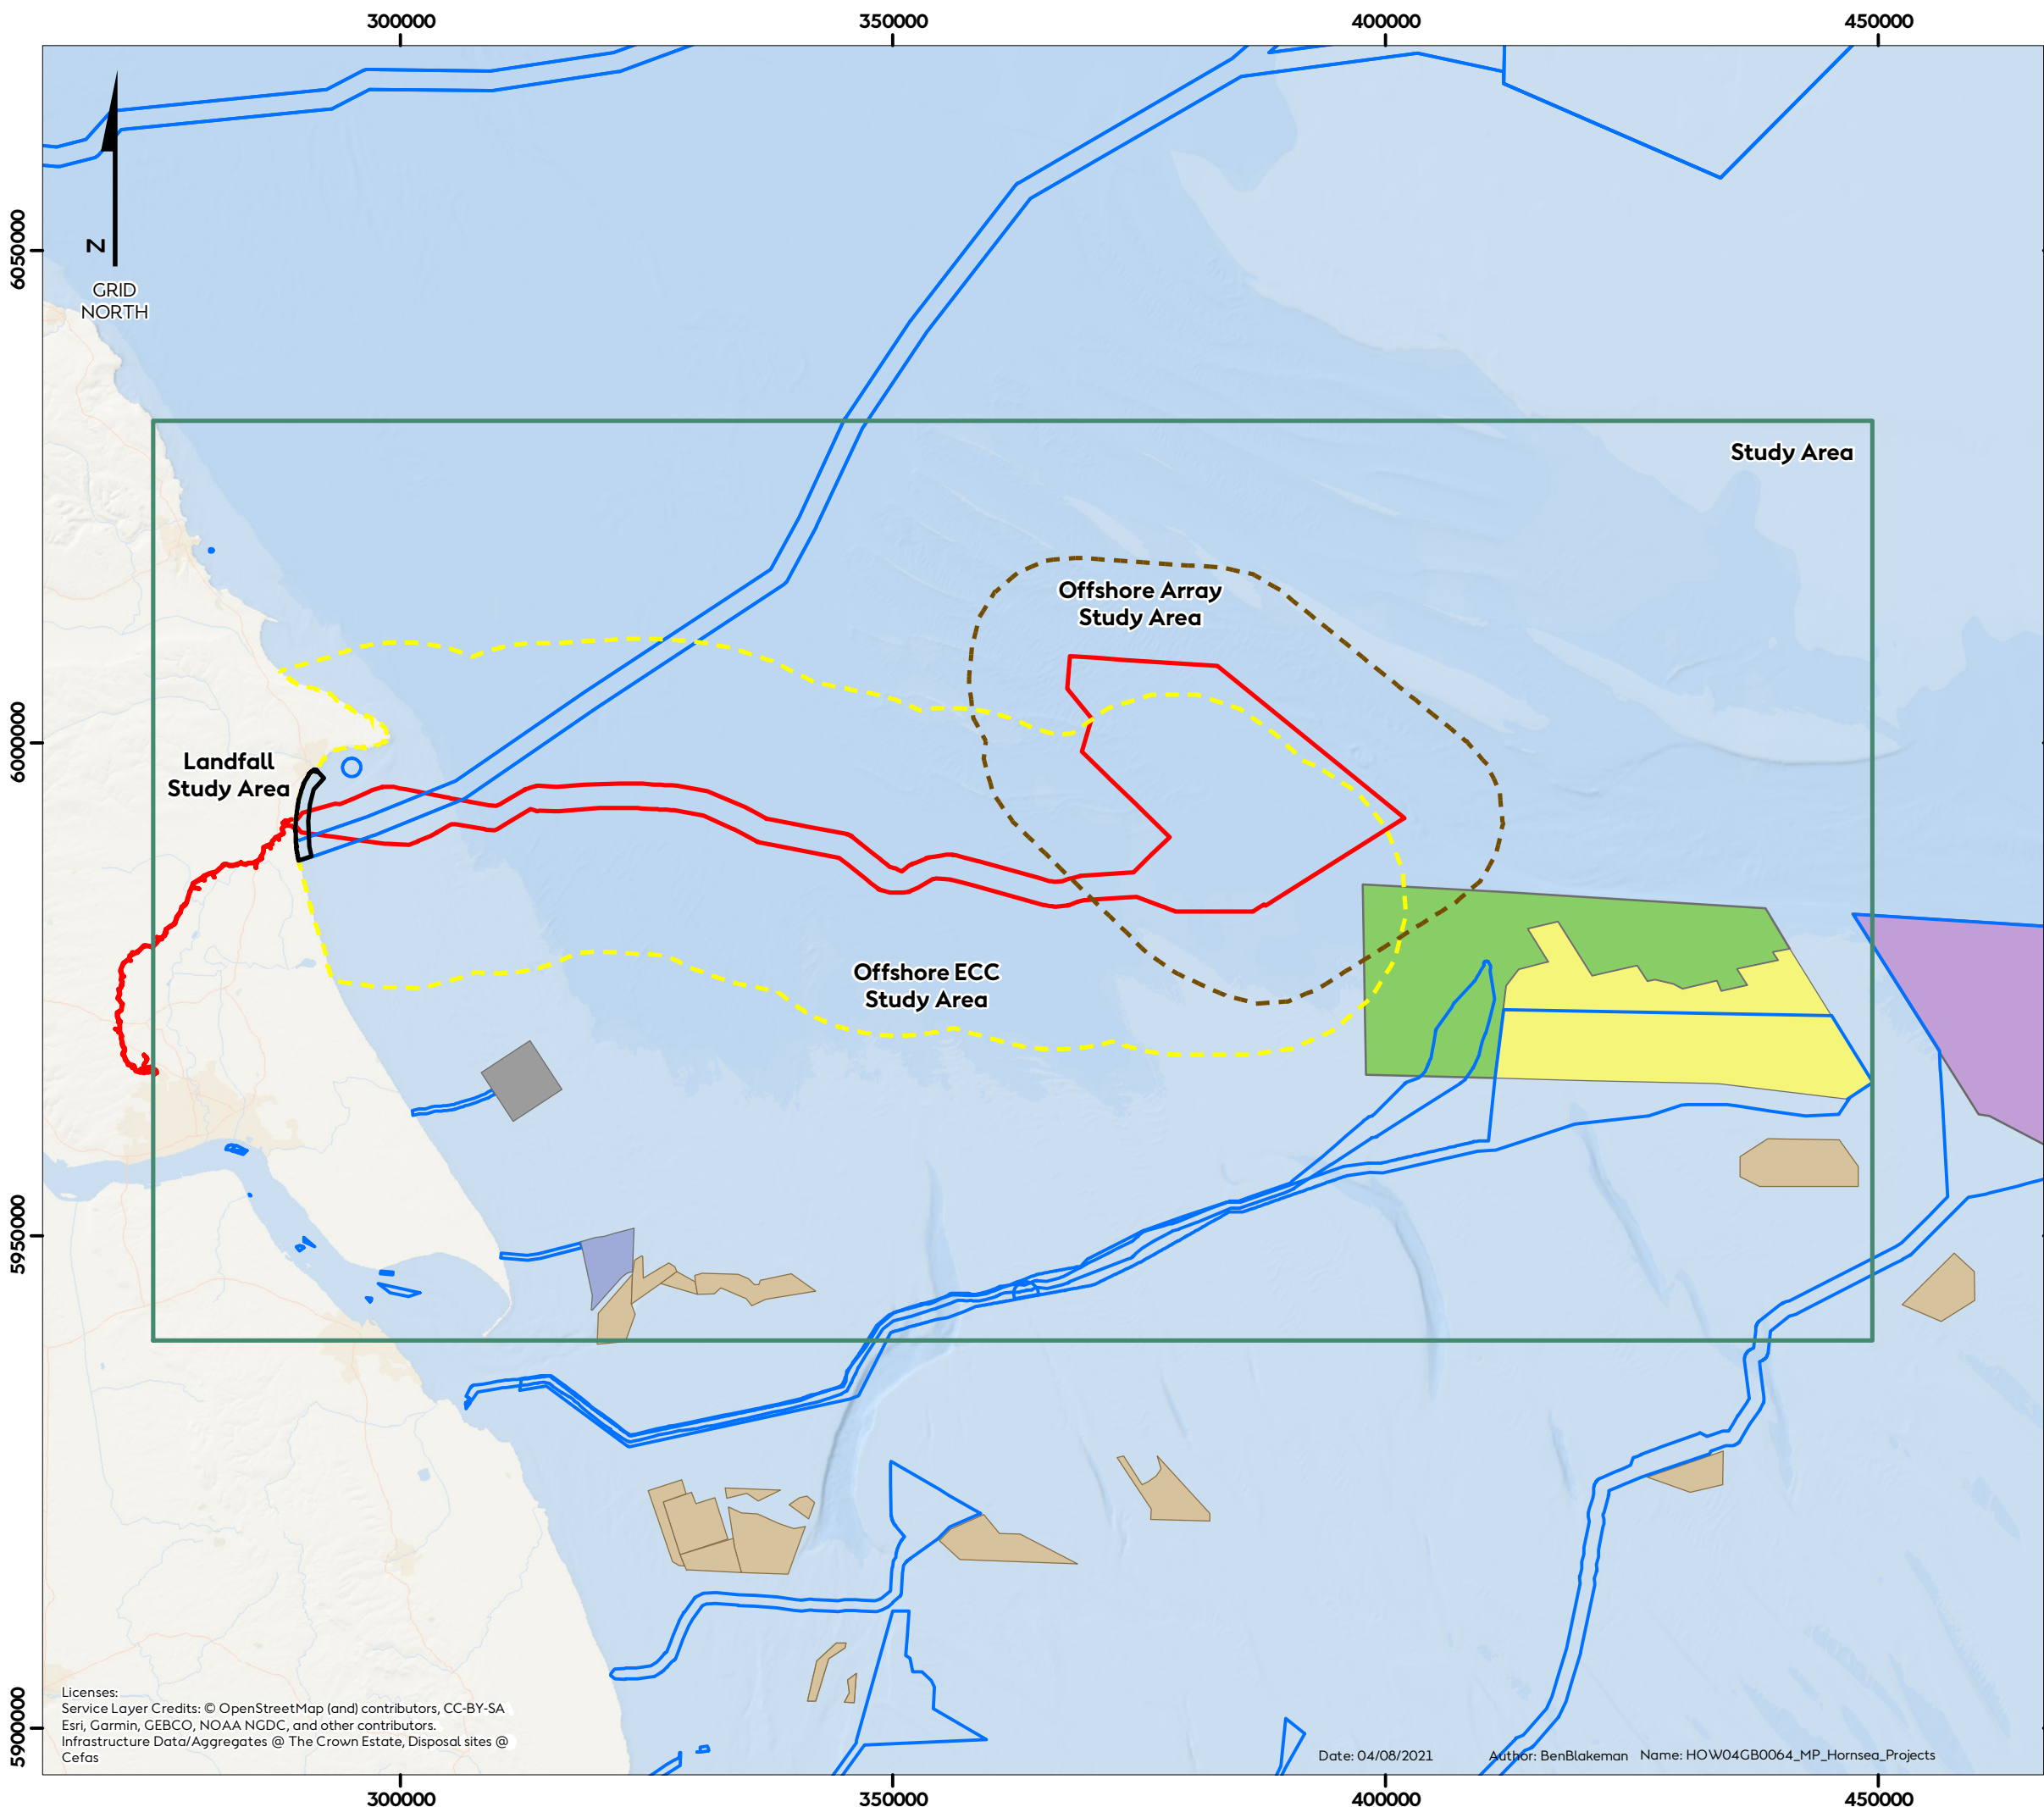 300000
350000
400000
450000
6050000
N
GRID
NORTH
Study Area
Offshore Array
Study Area
6000000
Landfall
Study Area
Offshore ECC
Study Area
5950000
5900000
Licenses:
Service Layer Credits: © OpenStreetMap (and) contributors, CC-BY-SA
Esri, Garmin, GEBCO, NOAA NGDC, and other contributors.
Infrastructure Data/Aggregates @ The Crown Estate, Disposal sites @
Cefas
Date: 04/08/2021
Author: BenBlakeman
Name: HOW04GB0064_MP_Hornsea_Projects
300000
350000
400000
450000